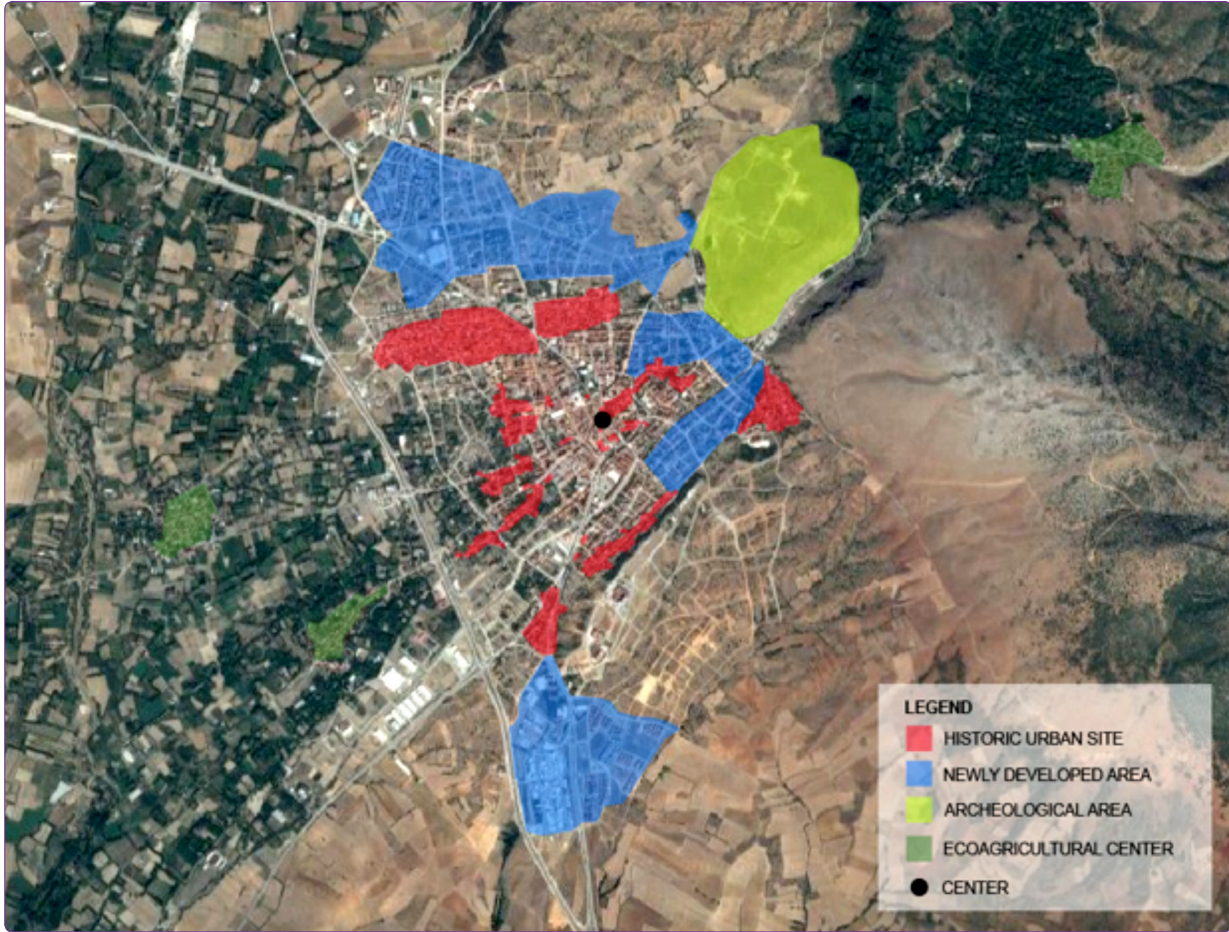 LEGEND
HISTORIC URBAN SITE
NEWLY DEVELOPED AREA
ARCHEOLOGICAL AREA
ECOAGRICULTURAL CENTER
CENTER